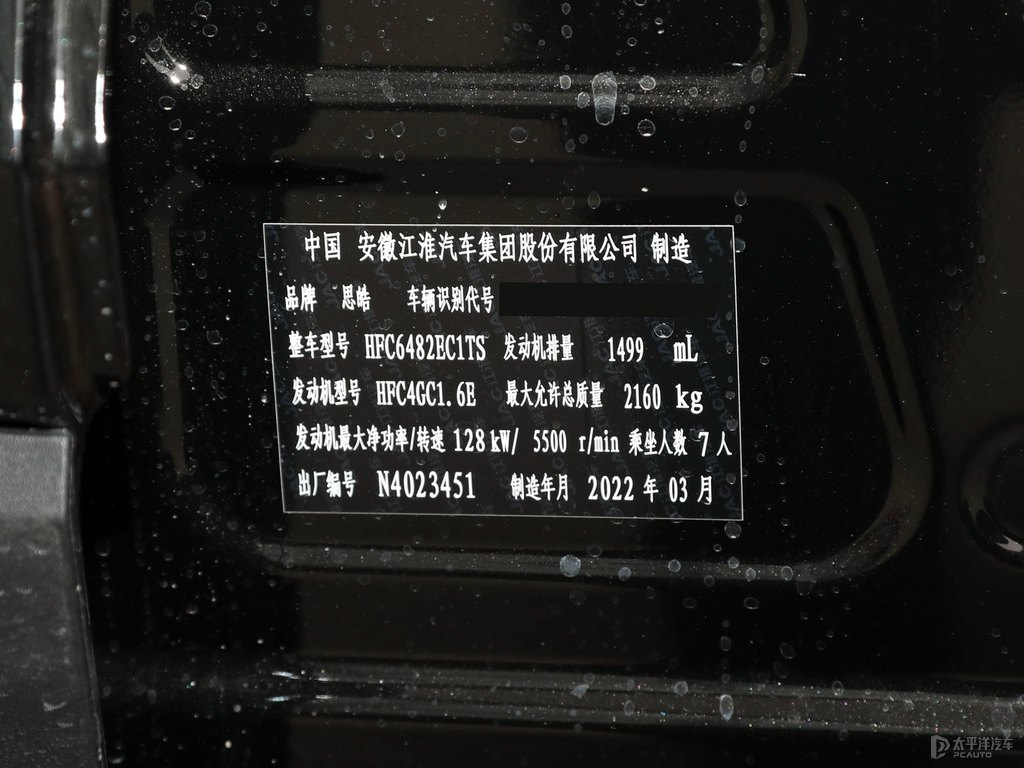 中国 安徽江淮汽车集团股份有限公司 制造
品牌 思皓 车辆识别代号
整车型号 HFC6482EC1TS 发动机排量 1499 mL
发动机型号 HFC4GC1.6E 最大允许总质量 2160 kg
发动机最大净功率/转速 128 kW/ 5500 r/min 乘坐人数 7 人
出厂编号 N4023451 制造年月 2022 年 03 月
太平洋汽车
PCAUTO